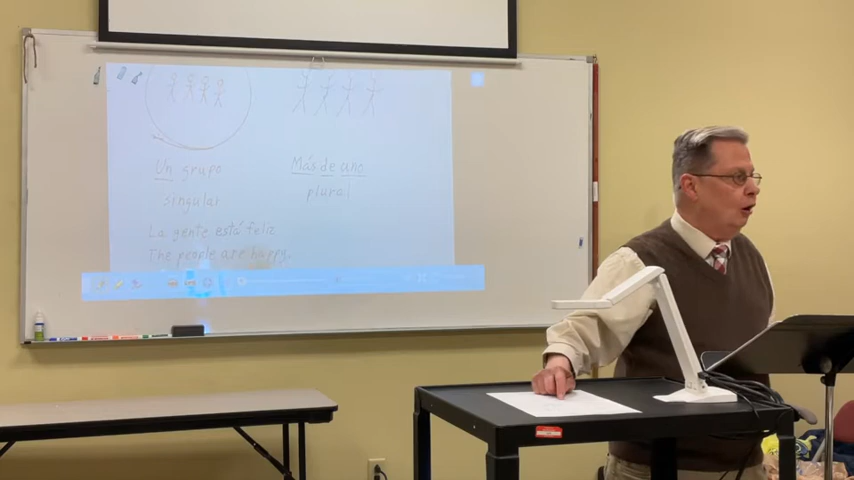 Un grupo
Más de uno
singular
plural
La gente está feliz
The people are happy.